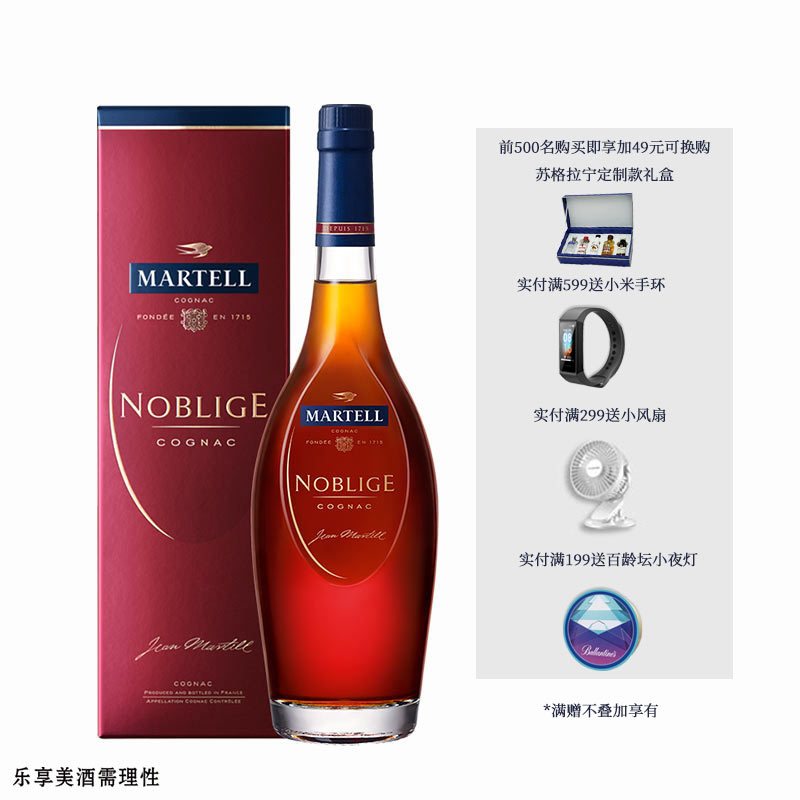 MARTELL
COGNAC
FONDÉE EN 1715
NOBLIGE
COGNAC
Jean Martell
COGNAC
PRODUCED AND BOTTLED IN FRANCE
APPELLATION COGNAC CONTRÔLÉE
DEPUIS 1715
MARTELL
COGNAC
FONDÉE EN 1715
NOBLIGE
COGNAC
Jean Martell
前500名购买即享加49元可换购
苏格拉宁定制款礼盒
实付满599送小米手环
实付满299送小风扇
实付满199送百龄坛小夜灯
Ballantine's
*满赠不叠加享有
乐享美酒需理性